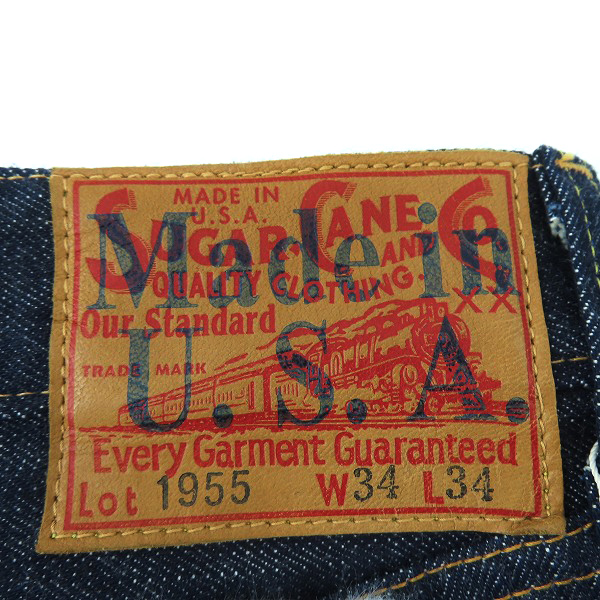 MADE IN
U.S.A.
SUGAR CANE CO
AND
QUALITY CLOTHING.
XX
Our Standard
TRADE MARK
Made in
U.S.A.
Every Garment Guaranteed
Lot 1955 W34 L34